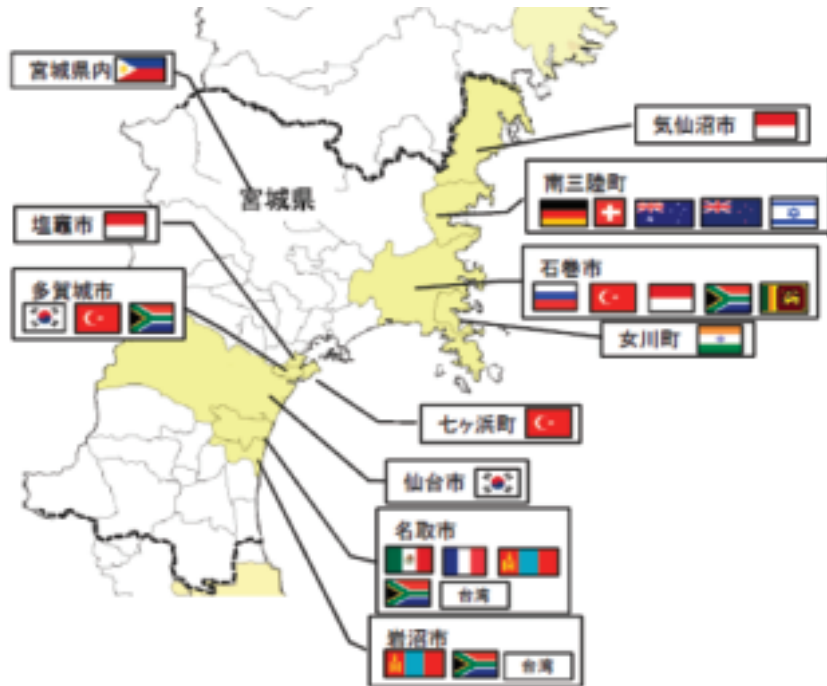 宮城県内
気仙沼市
南三陸町
宮城県
塩竈市
石巻市
多賀城市
女川町
七ヶ浜町
仙台市
名取市
台湾
岩沼市
台湾